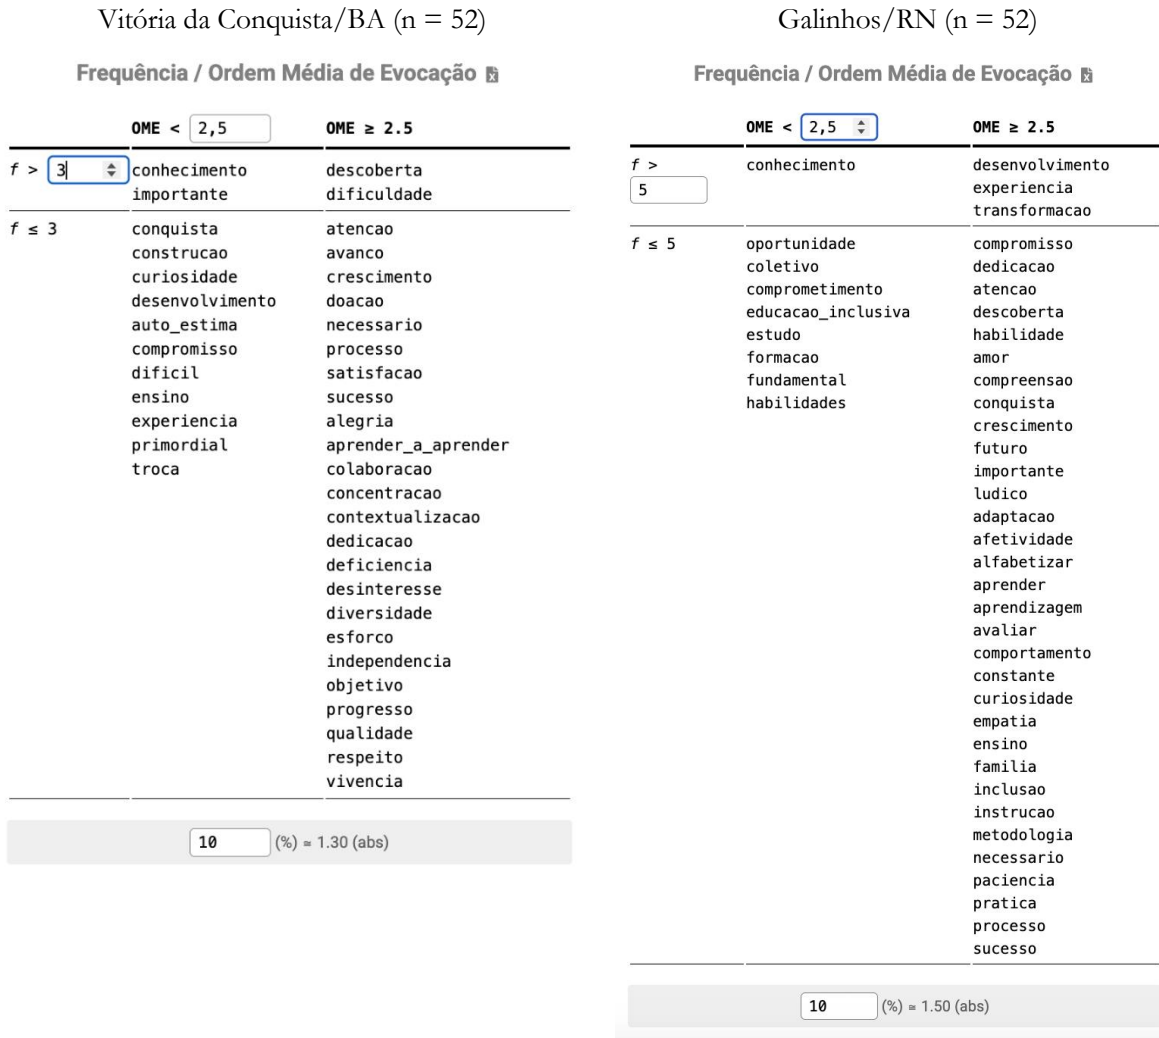 Vitória da Conquista/BA (n = 52)
Frequência / Ordem Média de Evocação
OME < 2,5 OME ≥ 2.5
f > 3 conhecimento descoberta
importante dificuldade
f ≤ 3 conquista atencao
construcao avanco
curiosidade crescimento
desenvolvimento doacao
auto_estima necessario
compromisso processo
dificil satisfacao
ensino sucesso
experiencia alegria
primordial aprender_a_aprender
troca colaboracao
concentracao
contextualizacao
dedicacao
deficiencia
desinteresse
diversidade
esforco
independencia
objetivo
progresso
qualidade
respeito
vivencia
10 (%) ≃ 1.30 (abs)
Galinhos/RN (n = 52)
Frequência / Ordem Média de Evocação
OME < 2,5 OME ≥ 2.5
f > conhecimento desenvolvimento
5 experiencia
transformacao
f ≤ 5 oportunidade compromisso
coletivo dedicacao
comprometimento atencao
educacao_inclusiva descoberta
estudo habilidade
formacao amor
fundamental compreensao
habilidades conquista
crescimento
futuro
importante
ludico
adaptacao
afetividade
alfabetizar
aprender
aprendizagem
avaliar
comportamento
constante
curiosidade
empatia
ensino
familia
inclusao
instrucao
metodologia
necessario
paciencia
pratica
processo
sucesso
10 (%) ≃ 1.50 (abs)